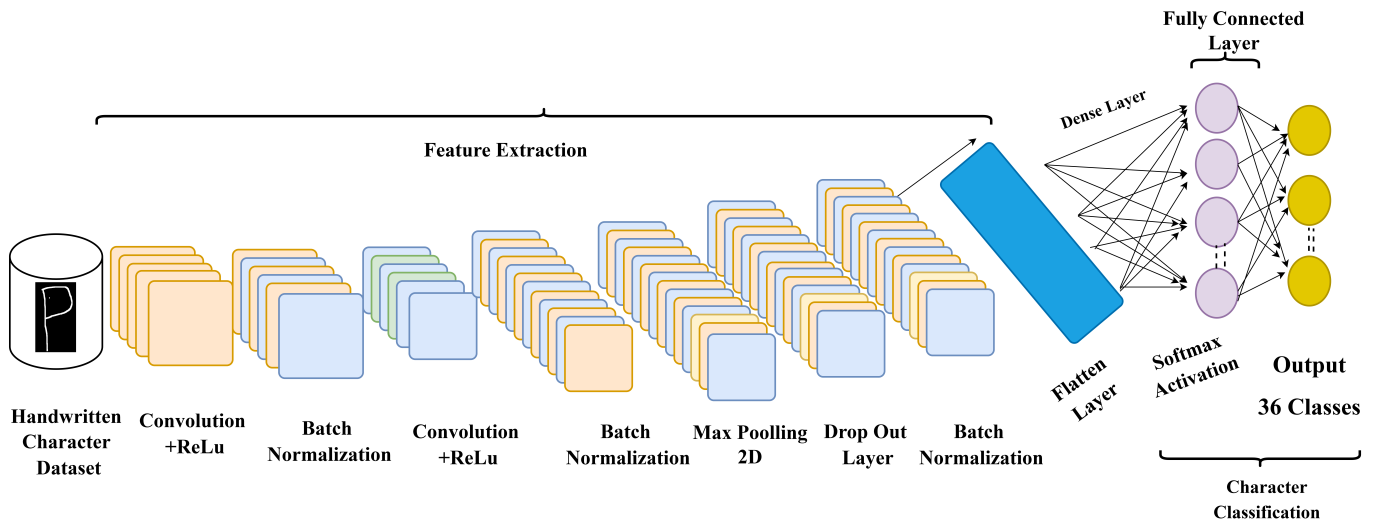 Fully Connected
Layer
Dense Layer
Feature Extraction
Handwritten
Character
Dataset
Convolution
+ReLu
Batch
Normalization
Convolution
+ReLu
Batch
Normalization
Max Poolling
2D
Drop Out
Layer
Batch
Normalization
Flatten
Layer
Softmax
Activation
Output
36 Classes
Character
Classification
P